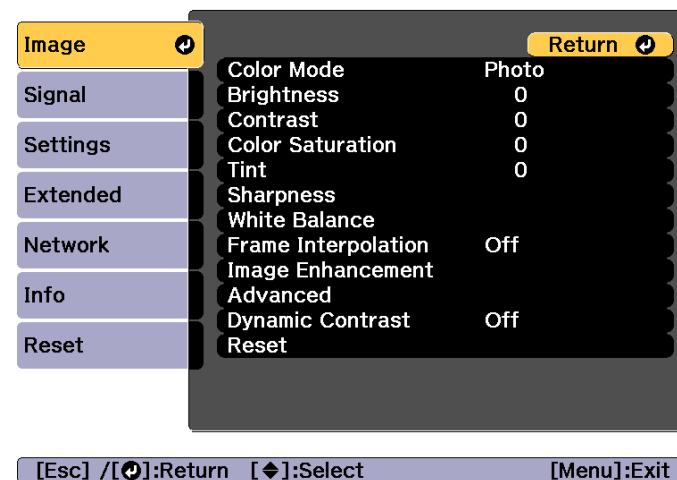 Image
Signal
Settings
Extended
Network
Info
Reset
Return
Color Mode Photo
Brightness 0
Contrast 0
Color Saturation 0
Tint 0
Sharpness
White Balance
Frame Interpolation Off
Image Enhancement
Advanced
Dynamic Contrast Off
Reset
[Esc] /[↵]:Return [◆]:Select [Menu]:Exit